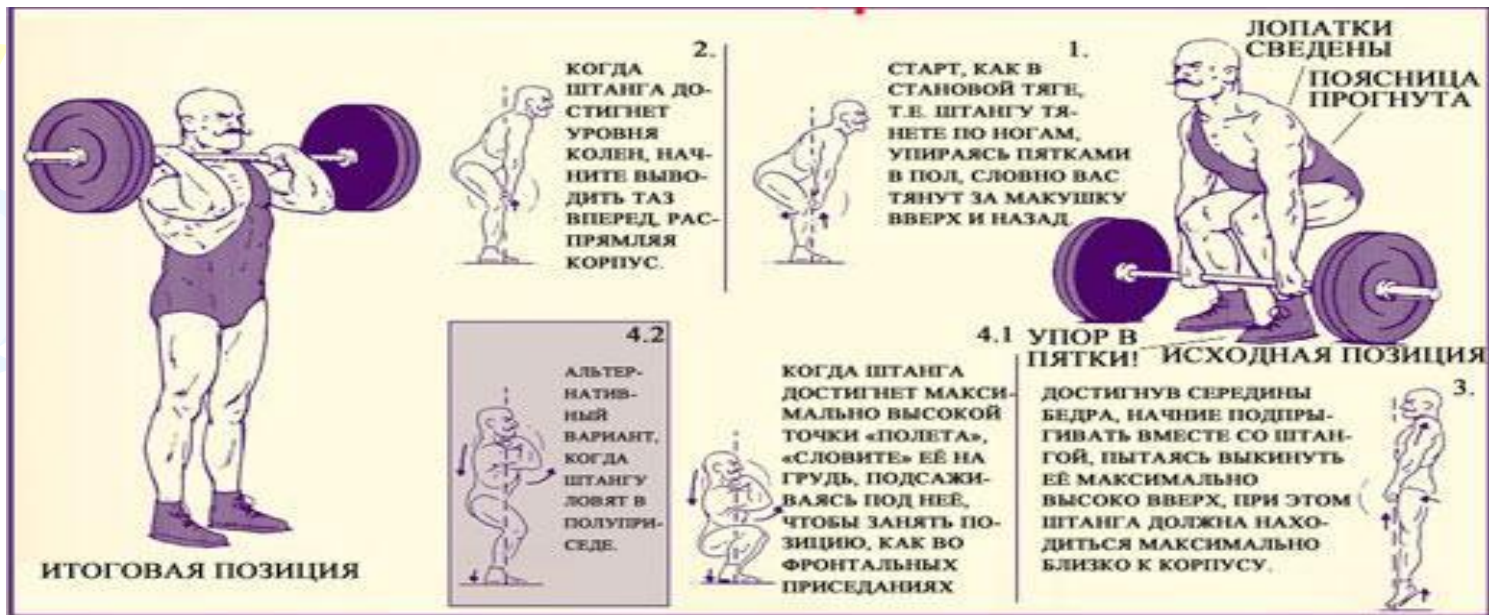 ЛОПАТКИ
СВЕДЕНЫ
ПОЯСНИЦА
ПРОГНУТА
УПОР В
ПЯТКИ!
ИСХОДНАЯ ПОЗИЦИЯ
1.
СТАРТ, КАК В
СТАНОВОЙ ТЯГЕ,
Т.Е. ШТАНГУ ТЯ-
НЕТЕ ПО НОГАМ,
УПИРАЯСЬ ПЯТКАМИ
В ПОЛ, СЛОВНО ВАС
ТЯНУТ ЗА МАКУШКУ
ВВЕРХ И НАЗАД
2.
КОГДА
ШТАНГА ДО-
СТИГНЕТ
УРОВНЯ
КОЛЕН, НАЧ-
НИТЕ ВЫВО-
ДИТЬ ТАЗ
ВПЕРЕД, РАС-
ПРЯМЛЯЯ
КОРПУС.
3.
ДОСТИГНУВ СЕРЕДИНЫ
БЕДРА, НАЧНИЕ ПОДПРЫ-
ГИВАТЬ ВМЕСТЕ СО ШТАН-
ГОЙ, ПЫТАЯСЬ ВЫКИНУТЬ
ЕЁ МАКСИМАЛЬНО
ВЫСОКО ВВЕРХ, ПРИ ЭТОМ
ШТАНГА ДОЛЖНА НАХО-
ДИТЬСЯ МАКСИМАЛЬНО
БЛИЗКО К КОРПУСУ.
4.1
КОГДА ШТАНГА
ДОСТИГНЕТ МАКСИ-
МАЛЬНО ВЫСОКОЙ
ТОЧКИ «ПОЛЕТА»,
«СЛОВИТЕ» ЕЁ НА
ГРУДЬ, ПОДСАЖИ-
ВАЯСЬ ПОД НЕЁ,
ЧТОБЫ ЗАНЯТЬ ПО-
ЗИЦИЮ, КАК ВО
ФРОНТАЛЬНЫХ
ПРИСЕДАНИЯХ
4.2
АЛЬТЕР-
НАТИВ-
НЫЙ
ВАРИАНТ,
КОГДА
ШТАНГУ
ЛОВЯТ В
ПОЛУПРИ-
СЕДЕ.
ИТОГОВАЯ ПОЗИЦИЯ